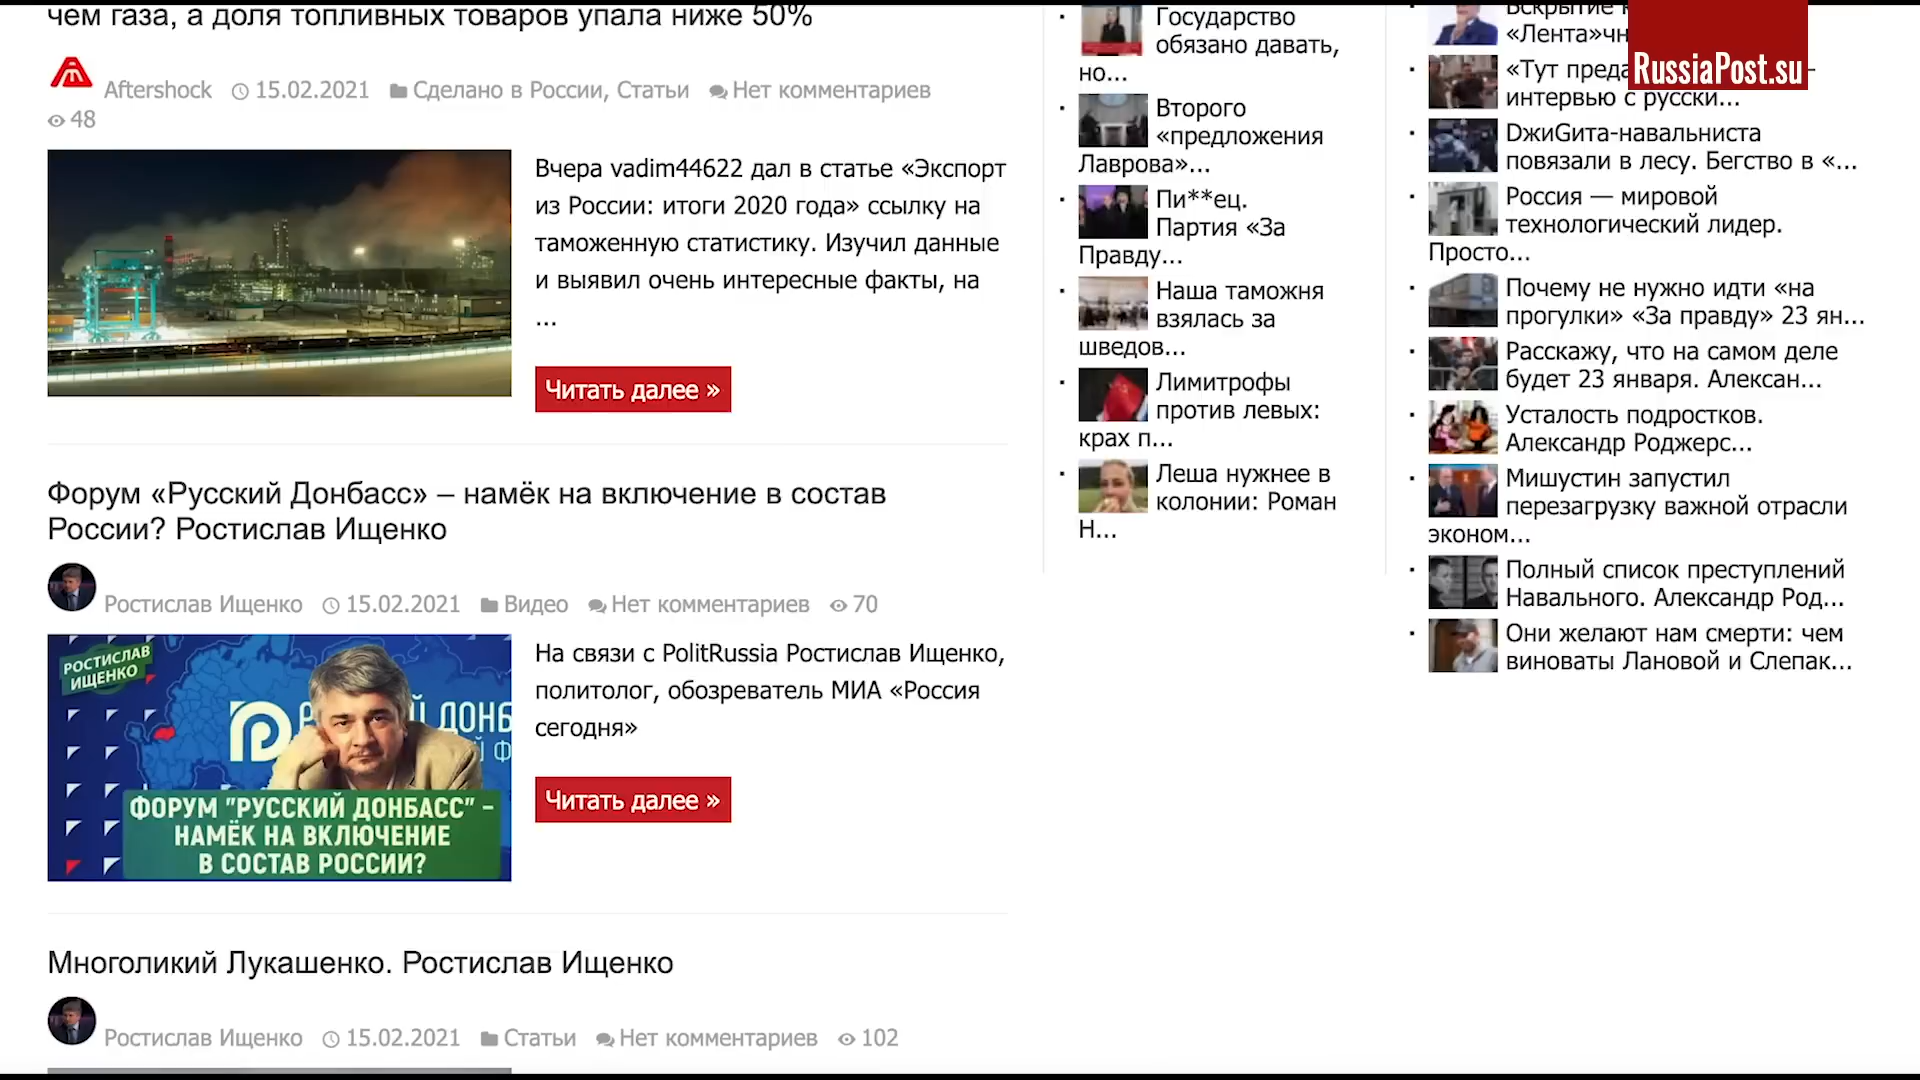 чем газа, а доля топливных товаров упала ниже 50%
Aftershock 15.02.2021 Сделано в России, Статьи Нет комментариев
48
Вчера vadim44622 дал в статье «Экспорт
из России: итоги 2020 года» ссылку на
таможенную статистику. Изучил данные
и выявил очень интересные факты, на
...
Читать далее »
Форум «Русский Донбасс» – намёк на включение в состав
России? Ростислав Ищенко
Ростислав Ищенко 15.02.2021 Видео Нет комментариев 70
РОСТИСЛАВ
ИЩЕНКО
ФОРУМ "РУССКИЙ ДОНБАСС" –
НАМЁК НА ВКЛЮЧЕНИЕ
В СОСТАВ РОССИИ?
На связи с PolitRussia Ростислав Ищенко,
политолог, обозреватель МИА «Россия
сегодня»
Читать далее »
Многоликий Лукашенко. Ростислав Ищенко
Ростислав Ищенко 15.02.2021 Статьи Нет комментариев 102
Государство
обязано давать,
но...
Второго
«предложения
Лаврова»...
Пи**ец.
Партия «За
Правду...
Наша таможня
взялась за
шведов...
Лимитрофы
против левых:
крах п...
Леша нужнее в
колонии: Роман
Н...
«Лента»чн
«Тут преда
интервью с русски...
DжиGита-навальниста
повязали в лесу. Бегство в «...
Россия — мировой
технологический лидер.
Просто...
Почему не нужно идти «на
прогулки» «За правду» 23 ян...
Расскажу, что на самом деле
будет 23 января. Алексан...
Усталость подростков.
Александр Роджерс...
Мишустин запустил
перезагрузку важной отрасли
эконом...
Полный список преступлений
Навального. Александр Род...
Они желают нам смерти: чем
виноваты Лановой и Слепак...
RussiaPost.su